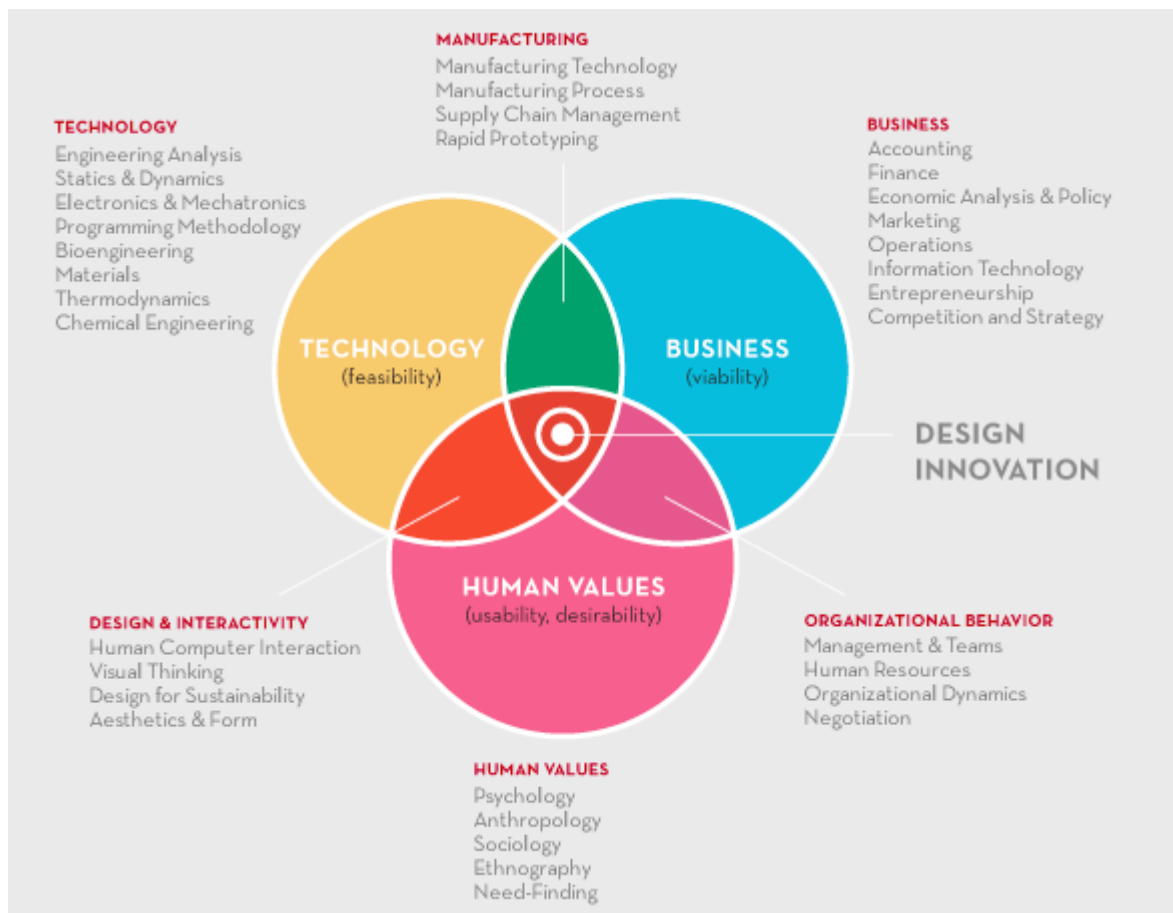 MANUFACTURING
Manufacturing Technology
Manufacturing Process
Supply Chain Management
Rapid Prototyping
TECHNOLOGY
Engineering Analysis
Statics & Dynamics
Electronics & Mechatronics
Programming Methodology
Bioengineering
Materials
Thermodynamics
Chemical Engineering
BUSINESS
Accounting
Finance
Economic Analysis & Policy
Marketing
Operations
Information Technology
Entrepreneurship
Competition and Strategy
TECHNOLOGY
(feasibility)
BUSINESS
(viability)
DESIGN
INNOVATION
HUMAN VALUES
(usability, desirability)
DESIGN & INTERACTIVITY
Human Computer Interaction
Visual Thinking
Design for Sustainability
Aesthetics & Form
ORGANIZATIONAL BEHAVIOR
Management & Teams
Human Resources
Organizational Dynamics
Negotiation
HUMAN VALUES
Psychology
Anthropology
Sociology
Ethnography
Need-Finding